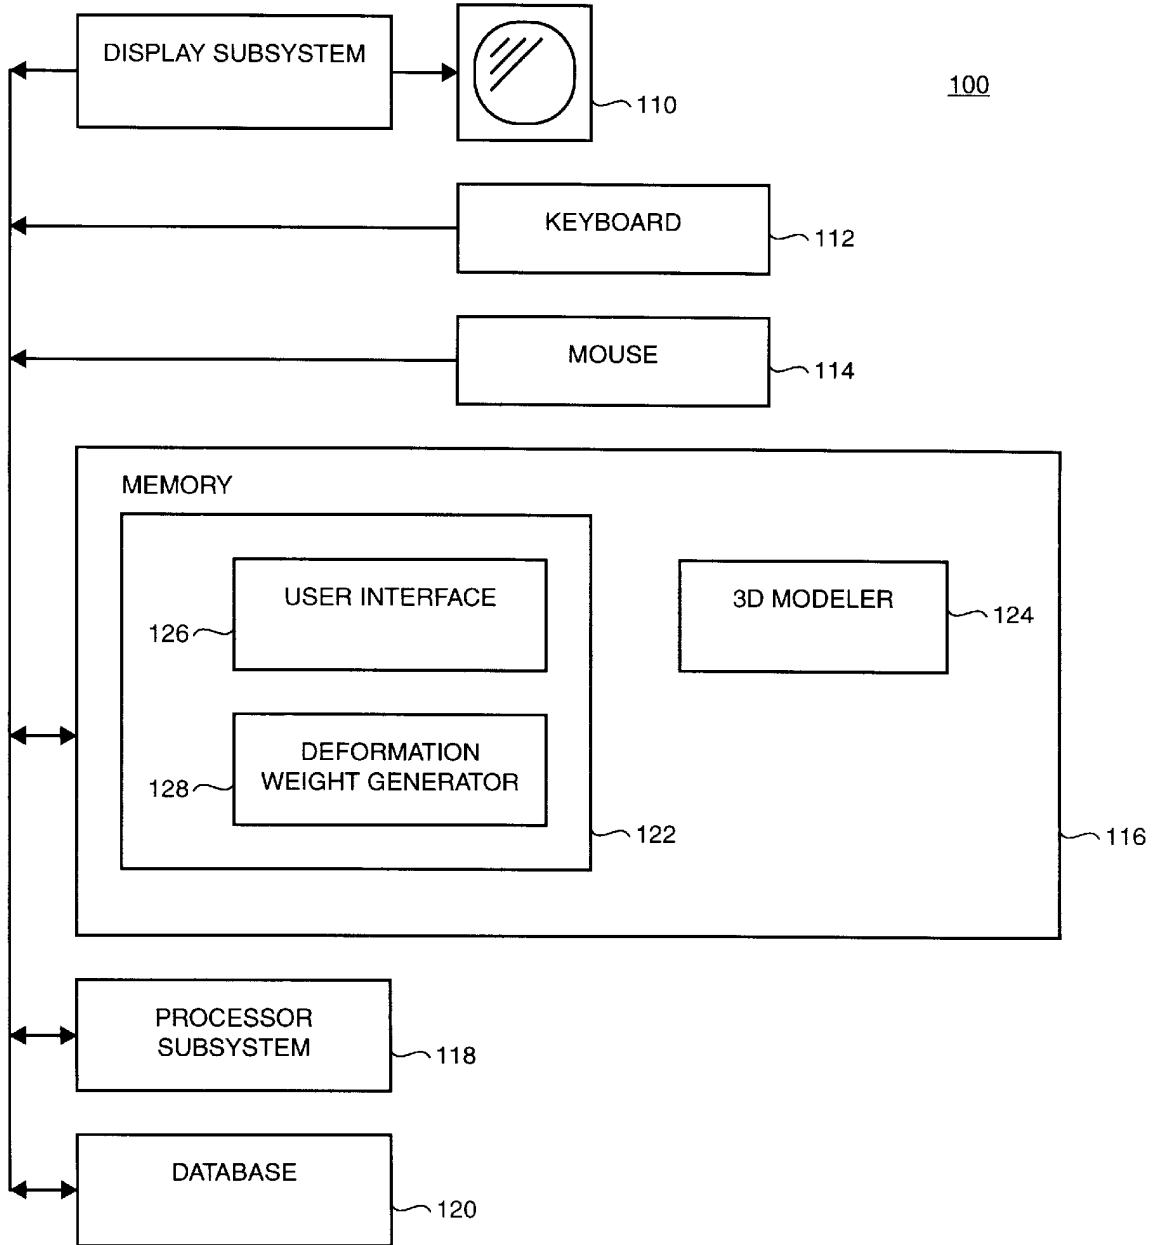 DISPLAY SUBSYSTEM
100
110
KEYBOARD
112
MOUSE
114
MEMORY
USER INTERFACE
126
3D MODELER
124
DEFORMATION
WEIGHT GENERATOR
128
122
116
PROCESSOR
SUBSYSTEM
118
DATABASE
120